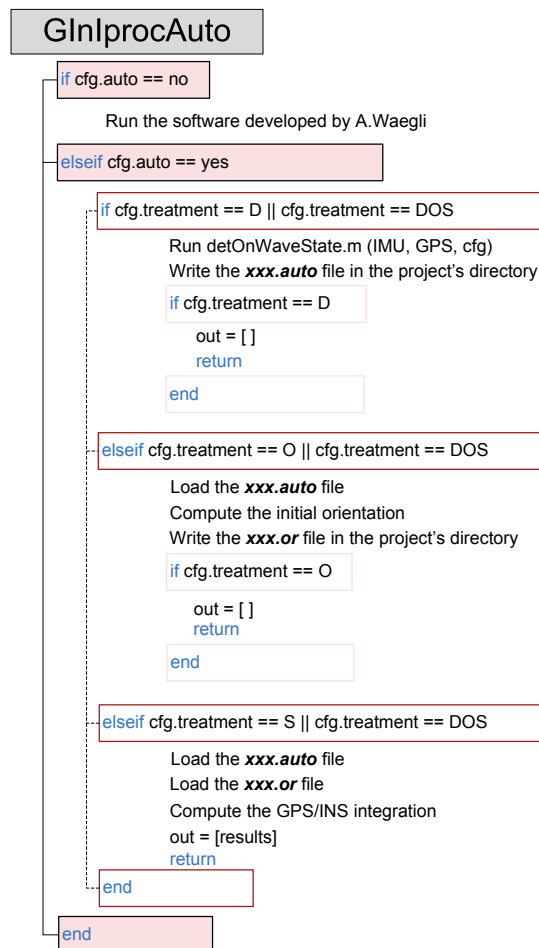 GInIprocAuto
if cfg.auto == no
Run the software developed by A.Waegli
elseif cfg.auto == yes
if cfg.treatment == D || cfg.treatment == DOS
Run detOnWaveState.m (IMU, GPS, cfg)
Write the xxx.auto file in the project's directory
if cfg.treatment == D
out = [ ]
return
end
elseif cfg.treatment == O || cfg.treatment == DOS
Load the xxx.auto file
Compute the initial orientation
Write the xxx.or file in the project's directory
if cfg.treatment == O
out = [ ]
return
end
elseif cfg.treatment == S || cfg.treatment == DOS
Load the xxx.auto file
Load the xxx.or file
Compute the GPS/INS integration
out = [results]
return
end
end